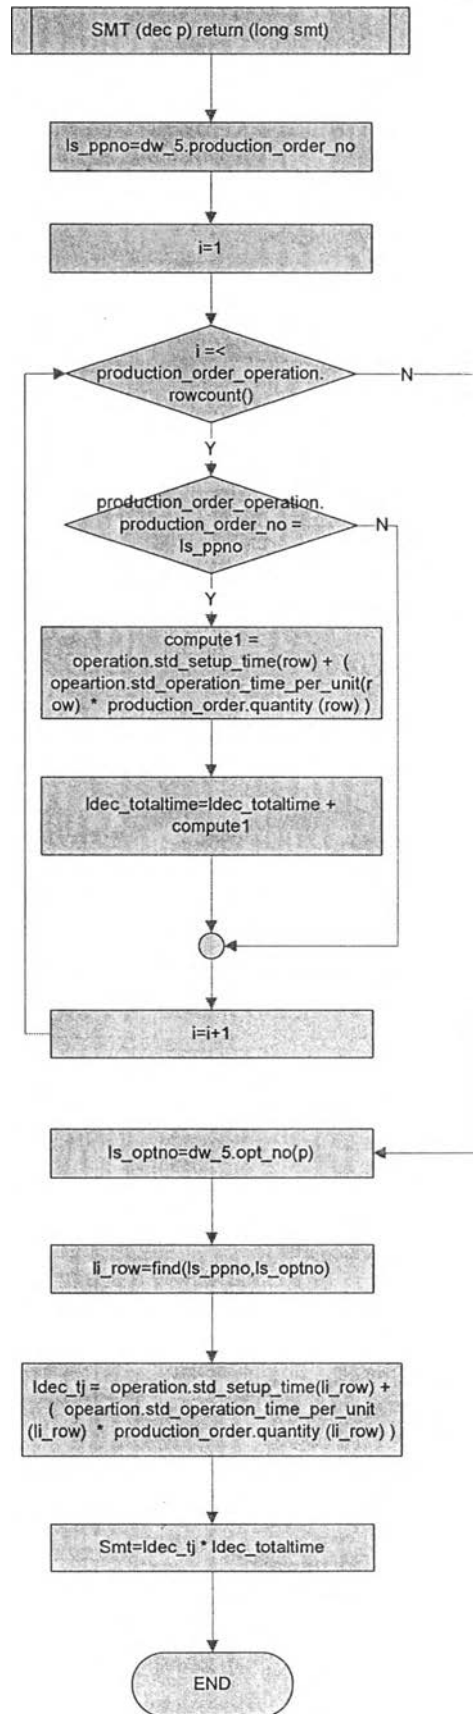 SMT (dec p) return (long smt)
ls_ppno=dw_5.production_order_no
i=1
i =<
production_order_operation.
rowcount()
N
Y
production_order_operation.
production_order_no =
ls_ppno
N
Y
compute1 =
operation.std_setup_time(row) + (
opeartion.std_operation_time_per_unit(r
ow) * production_order.quantity (row) )
ldec_totaltime=ldec_totaltime +
compute1
i=i+1
ls_optno=dw_5.opt_no(p)
li_row=find(ls_ppno,ls_optno)
ldec_tj = operation.std_setup_time(li_row) +
( opeartion.std_operation_time_per_unit
(li_row) * production_order.quantity (li_row) )
Smt=ldec_tj * ldec_totaltime
END